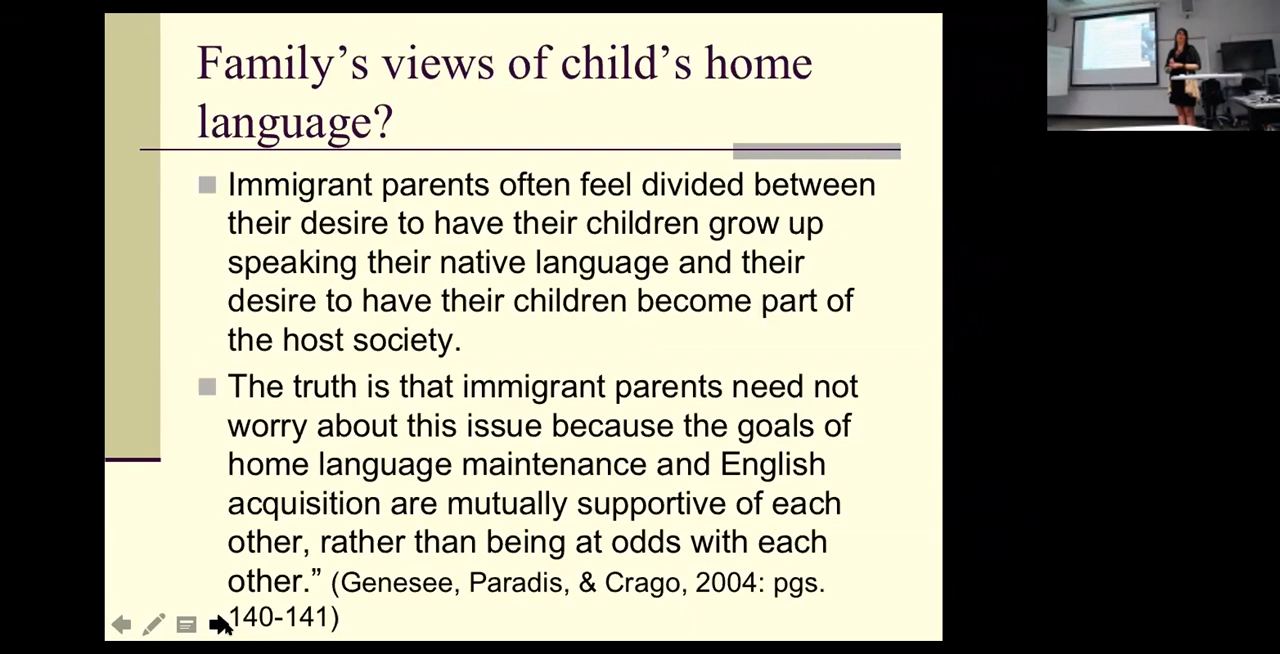 Family’s views of child’s home
language?
Immigrant parents often feel divided between
their desire to have their children grow up
speaking their native language and their
desire to have their children become part of
the host society.
The truth is that immigrant parents need not
worry about this issue because the goals of
home language maintenance and English
acquisition are mutually supportive of each
other, rather than being at odds with each
other.” (Genesee, Paradis, & Crago, 2004: pgs.
140-141)